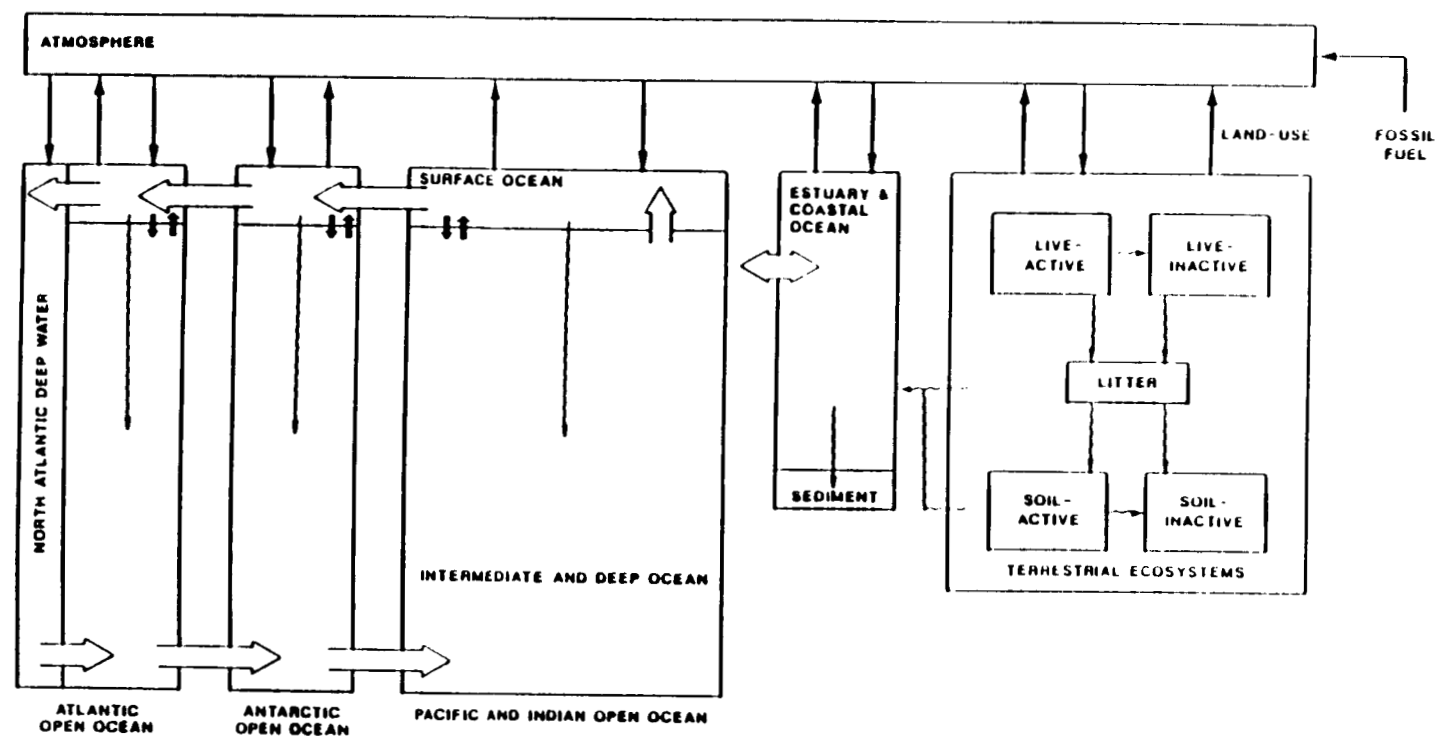 ATMOSPHERE
LAND-USE
FOSSIL
FUEL
SURFACE OCEAN
ESTUARY &
COASTAL
OCEAN
LIVE-
ACTIVE
LIVE-
INACTIVE
NORTH ATLANTIC DEEP WATER
LITTER
SEDIMENT
SOIL-
ACTIVE
SOIL-
INACTIVE
INTERMEDIATE AND DEEP OCEAN
TERRESTRIAL ECOSYSTEMS
ATLANTIC
OPEN OCEAN
ANTARCTIC
OPEN OCEAN
PACIFIC AND INDIAN OPEN OCEAN